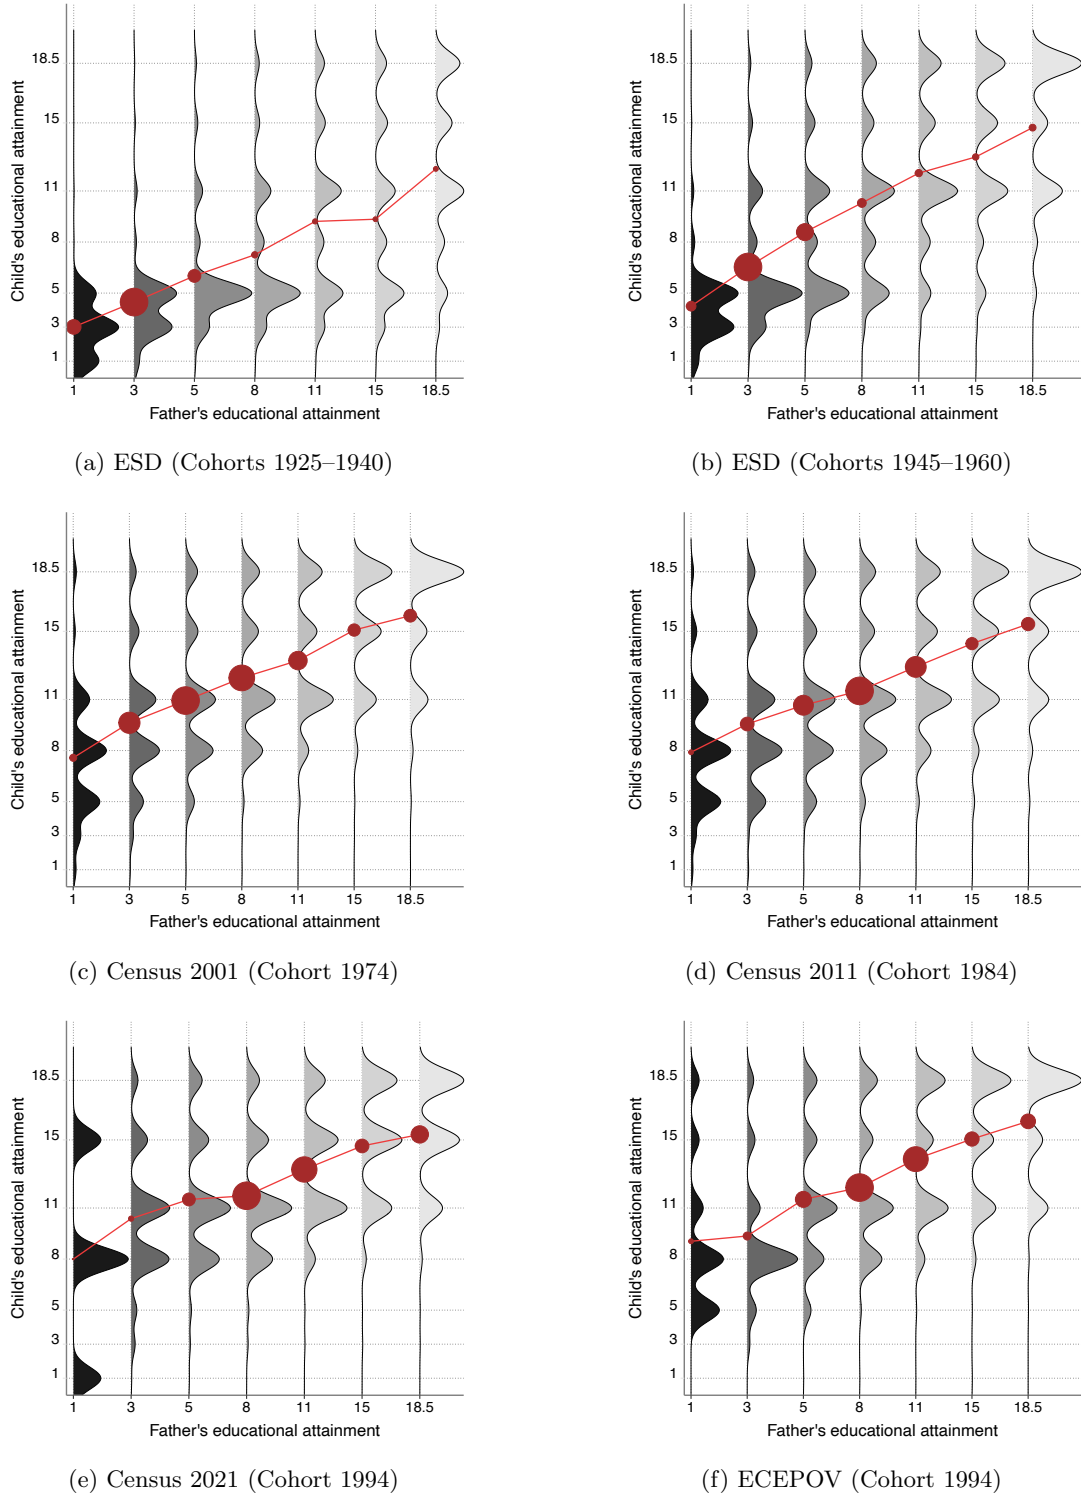 18.5
15
11
8
5
3
1
Child's educational attainment
1 3 5 8 11 15 18.5
Father's educational attainment
(a) ESD (Cohorts 1925–1940)
18.5
15
11
8
5
3
1
Child's educational attainment
1 3 5 8 11 15 18.5
Father's educational attainment
(b) ESD (Cohorts 1945–1960)
18.5
15
11
8
5
3
1
Child's educational attainment
1 3 5 8 11 15 18.5
Father's educational attainment
(c) Census 2001 (Cohort 1974)
18.5
15
11
8
5
3
1
Child's educational attainment
1 3 5 8 11 15 18.5
Father's educational attainment
(d) Census 2011 (Cohort 1984)
18.5
15
11
8
5
3
1
Child's educational attainment
1 3 5 8 11 15 18.5
Father's educational attainment
(e) Census 2021 (Cohort 1994)
18.5
15
11
8
5
3
1
Child's educational attainment
1 3 5 8 11 15 18.5
Father's educational attainment
(f) ECEPOV (Cohort 1994)